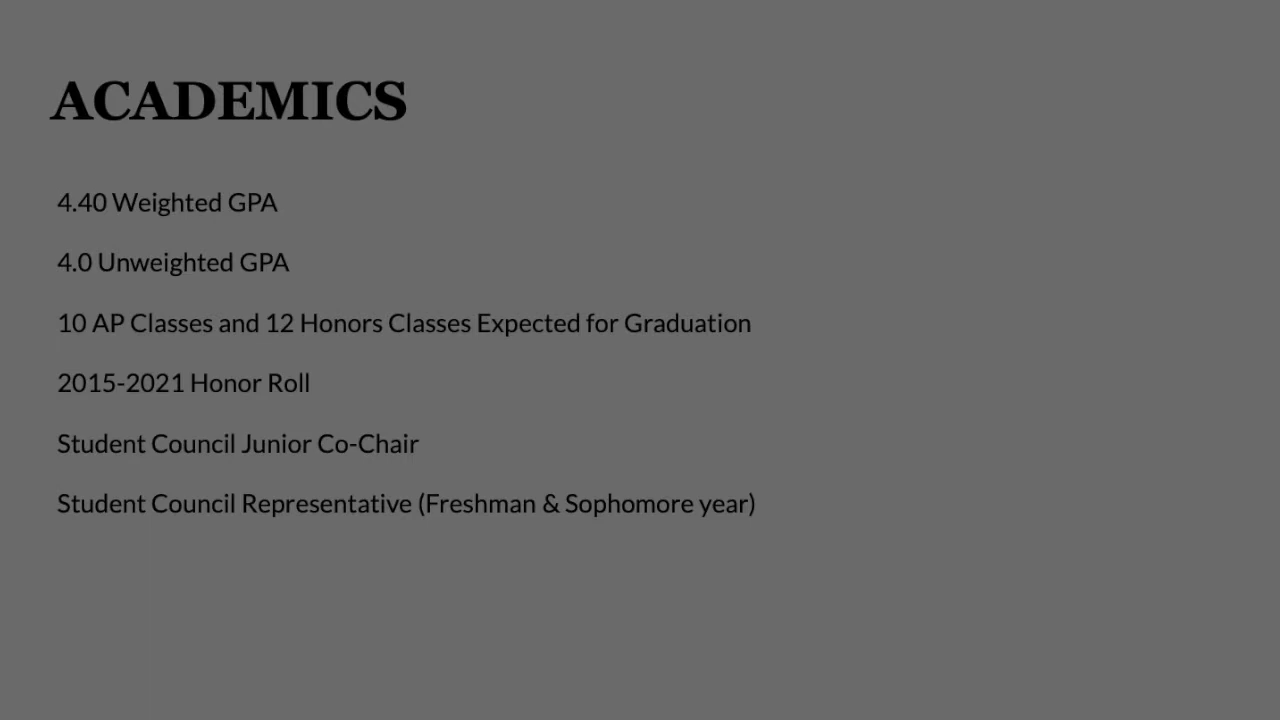 ACADEMICS
4.40 Weighted GPA
4.0 Unweighted GPA
10 AP Classes and 12 Honors Classes Expected for Graduation
2015-2021 Honor Roll
Student Council Junior Co-Chair
Student Council Representative (Freshman & Sophomore year)